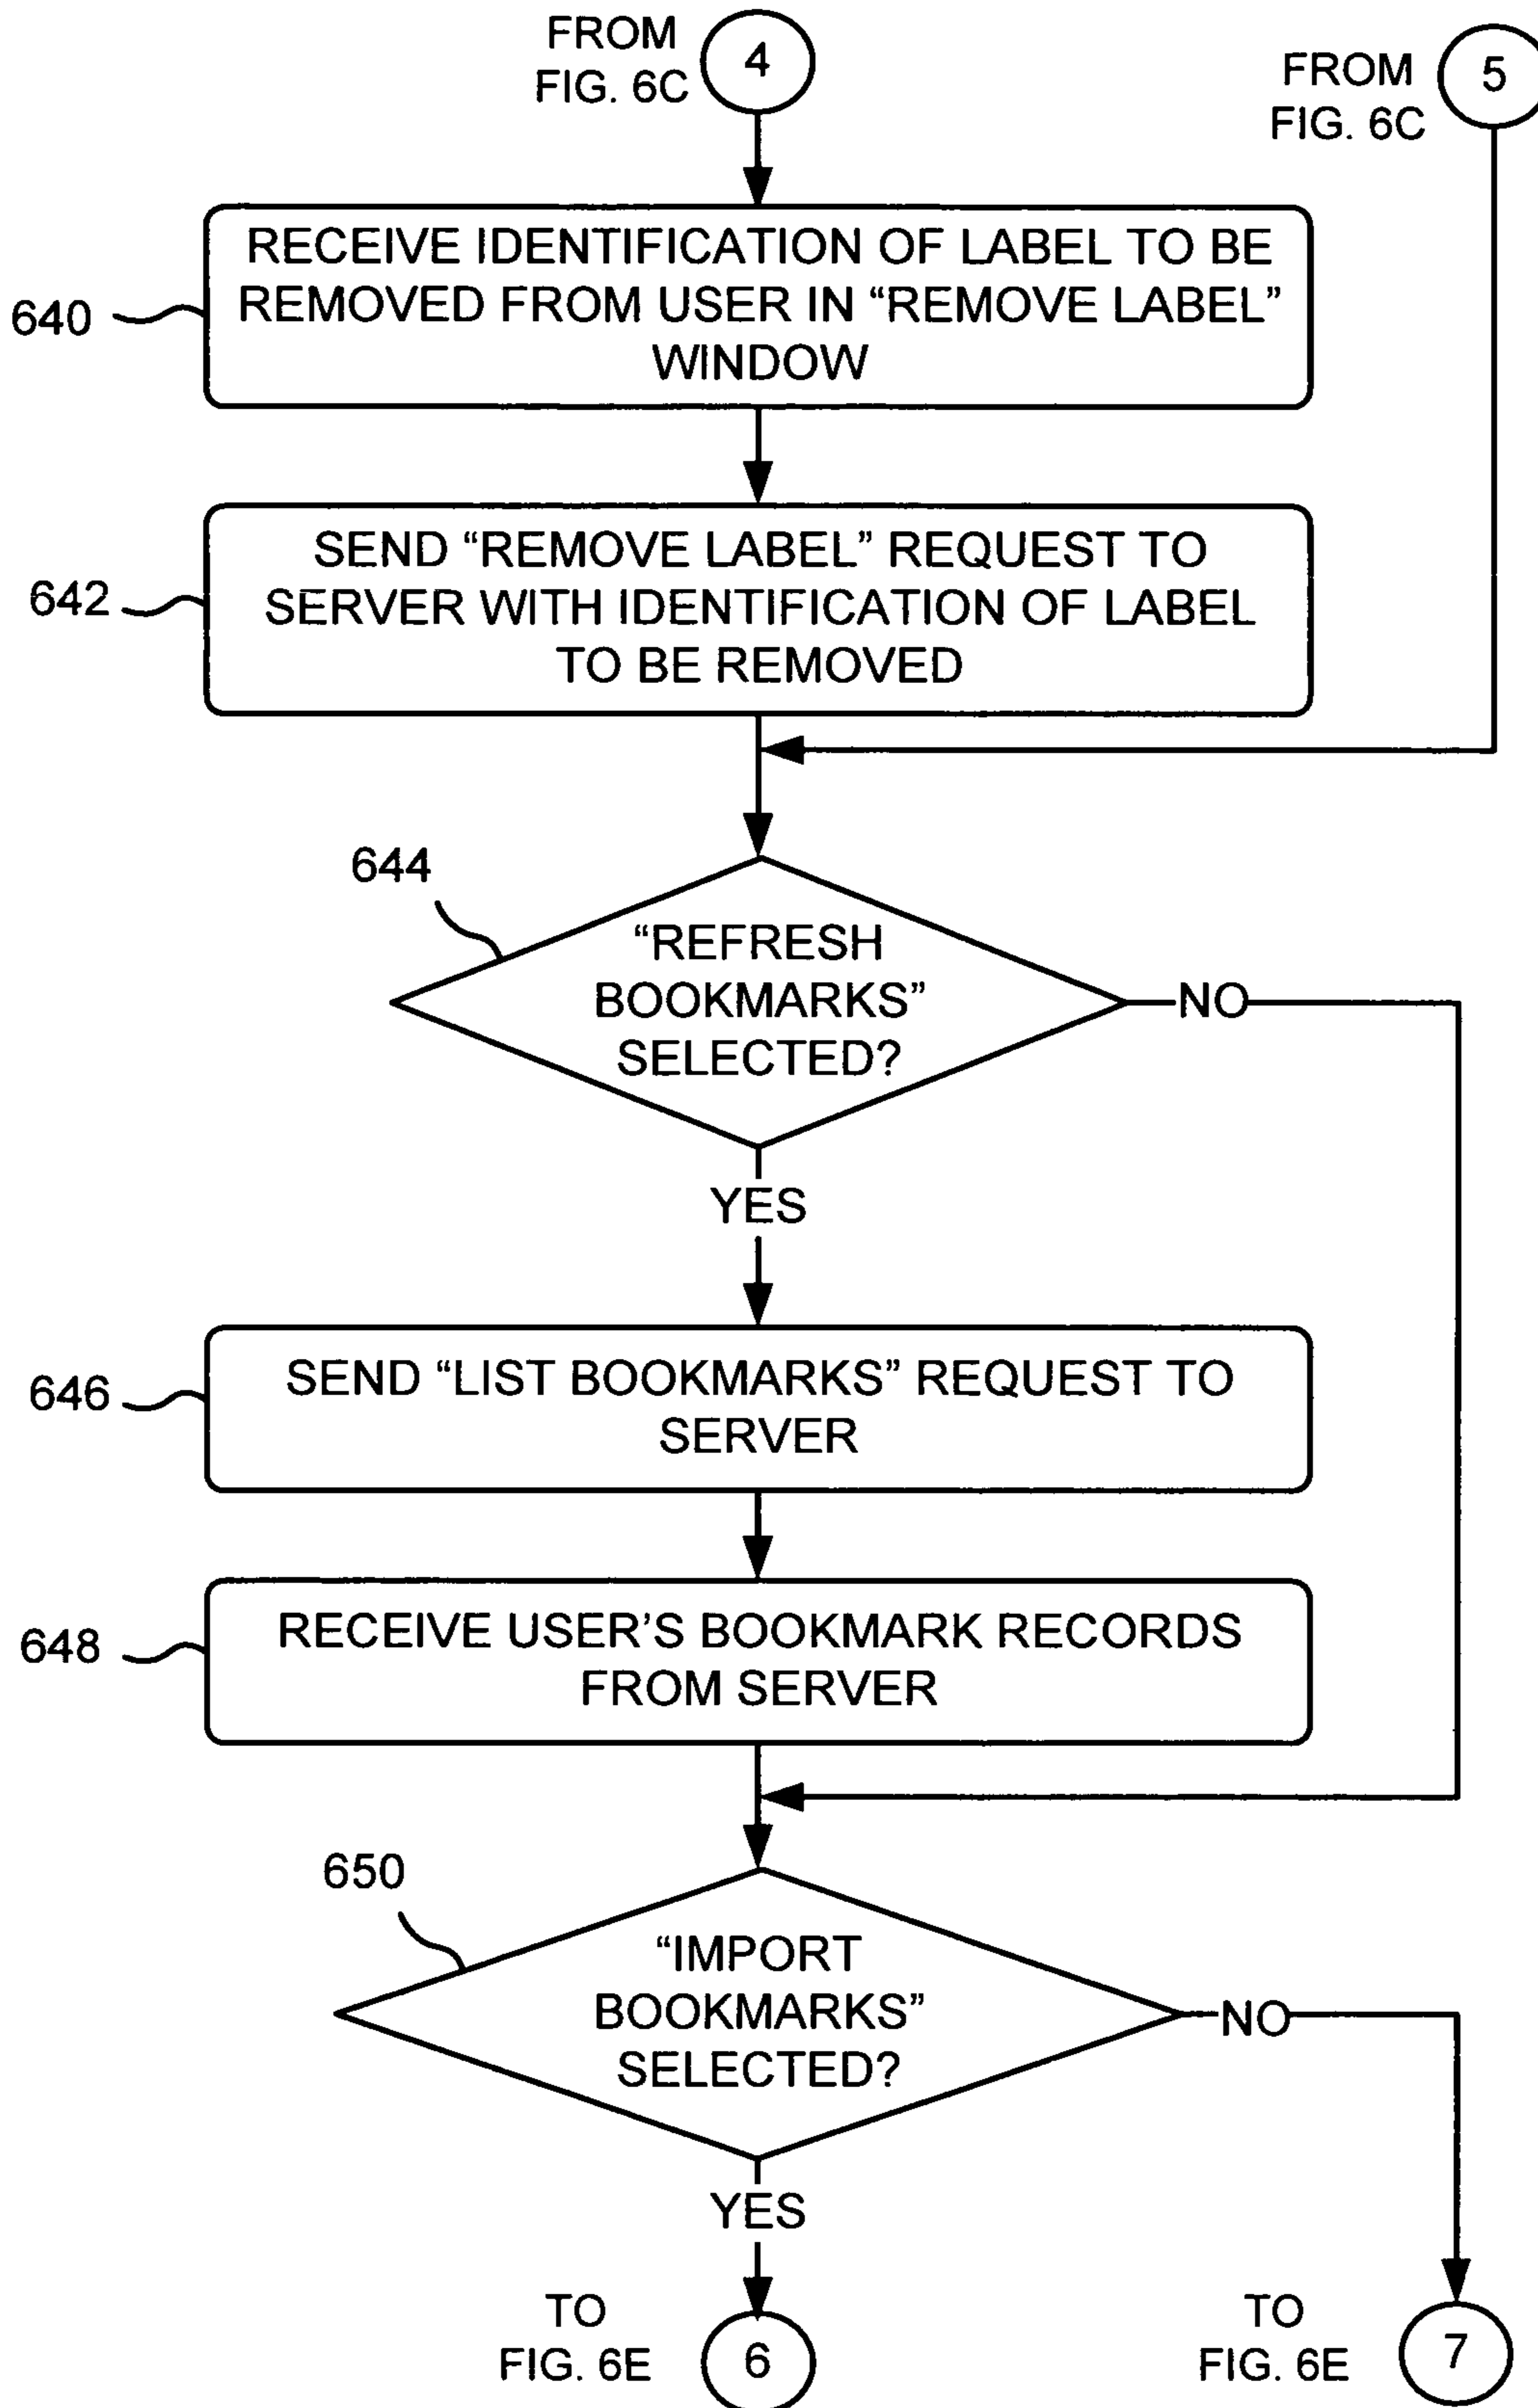 FROM
FIG. 6C
4
FROM
FIG. 6C
5
RECEIVE IDENTIFICATION OF LABEL TO BE
REMOVED FROM USER IN “REMOVE LABEL”
WINDOW
640
SEND “REMOVE LABEL” REQUEST TO
SERVER WITH IDENTIFICATION OF LABEL
TO BE REMOVED
642
644
“REFRESH
BOOKMARKS”
SELECTED?
NO
YES
SEND “LIST BOOKMARKS” REQUEST TO
SERVER
646
RECEIVE USER’S BOOKMARK RECORDS
FROM SERVER
648
650
“IMPORT
BOOKMARKS”
SELECTED?
NO
YES
TO
FIG. 6E
6
TO
FIG. 6E
7